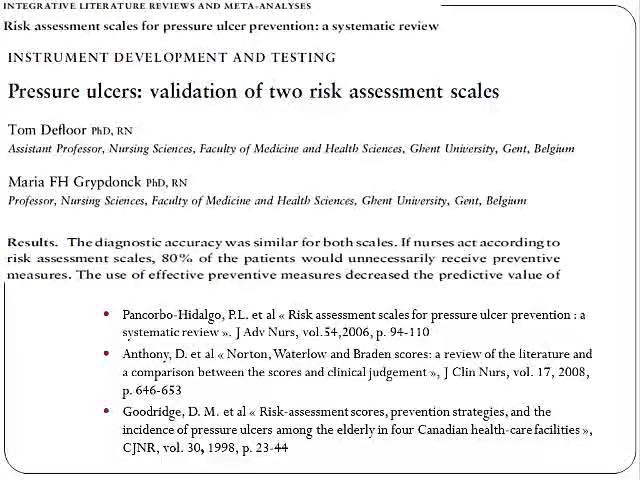 INTEGRATIVE LITERATURE REVIEWS AND META-ANALYSES
Risk assessment scales for pressure ulcer prevention: a systematic review
INSTRUMENT DEVELOPMENT AND TESTING
Pressure ulcers: validation of two risk assessment scales
Tom Defloor PhD, RN
Assistant Professor, Nursing Sciences, Faculty of Medicine and Health Sciences, Ghent University, Gent, Belgium
Maria FH Grypdonck PhD, RN
Professor, Nursing Sciences, Faculty of Medicine and Health Sciences, Ghent University, Gent, Belgium
Results. The diagnostic accuracy was similar for both scales. If nurses act according to
risk assessment scales, 80% of the patients would unnecessarily receive preventive
measures. The use of effective preventive measures decreased the predictive value of
• Pancorbo-Hidalgo, P.L. et al « Risk assessment scales for pressure ulcer prevention : a
systematic review ». J Adv Nurs, vol.54,2006, p. 94-110
• Anthony, D. et al « Norton, Waterlow and Braden scores: a review of the literature and
a comparison between the scores and clinical judgement », J Clin Nurs, vol. 17, 2008,
p. 646-653
• Goodridge, D. M. et al « Risk-assessment scores, prevention strategies, and the
incidence of pressure ulcers among the elderly in four Canadian health-care facilities »,
CJNR, vol. 30, 1998, p. 23-44